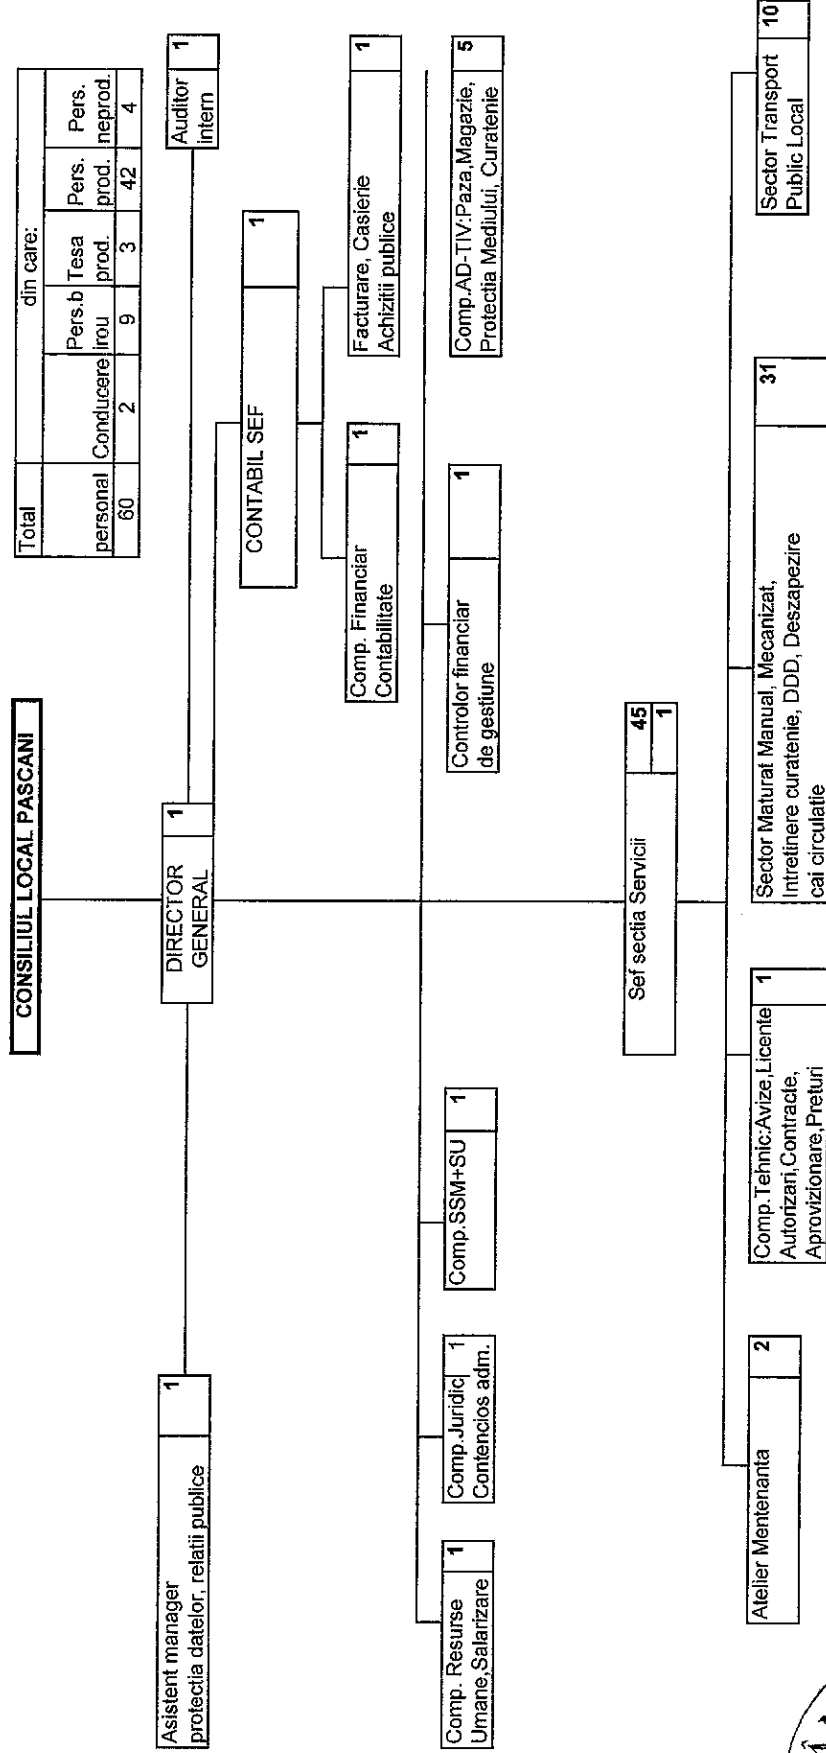 CONSILIUL LOCAL PASCANI
Total
din care:
personal
Conducere
Pers.b
irou
Tesa
prod.
Pers.
prod.
Pers.
neprod.
60
2
9
3
42
4
DIRECTOR
GENERAL
1
Auditor
intern
1
Asistent manager
protectia datelor, relatii publice
1
CONTABIL SEF
1
Comp. Financiar
Contabilitate
1
Facturare, Casierie
Achizitii publice
1
Comp. Resurse
Umane,Salarizare
1
Comp.Juridic
Contencios adm.
1
Comp.SSM+SU
1
Controlor financiar
de gestiune
1
Comp.AD-TIV:Paza,Magazie,
Protectia Mediului, Curatenie
5
Sef sectia Servicii
45
1
Atelier Mentenanta
2
Comp.Tehnic:Avize,Licente
Autorizari,Contracte,
Aprovizionare,Preturi
1
Sector Maturat Manual, Mecanizat,
Intretinere curatenie, DDD, Deszapezire
cai circulatie
31
Sector Transport
Public Local
10